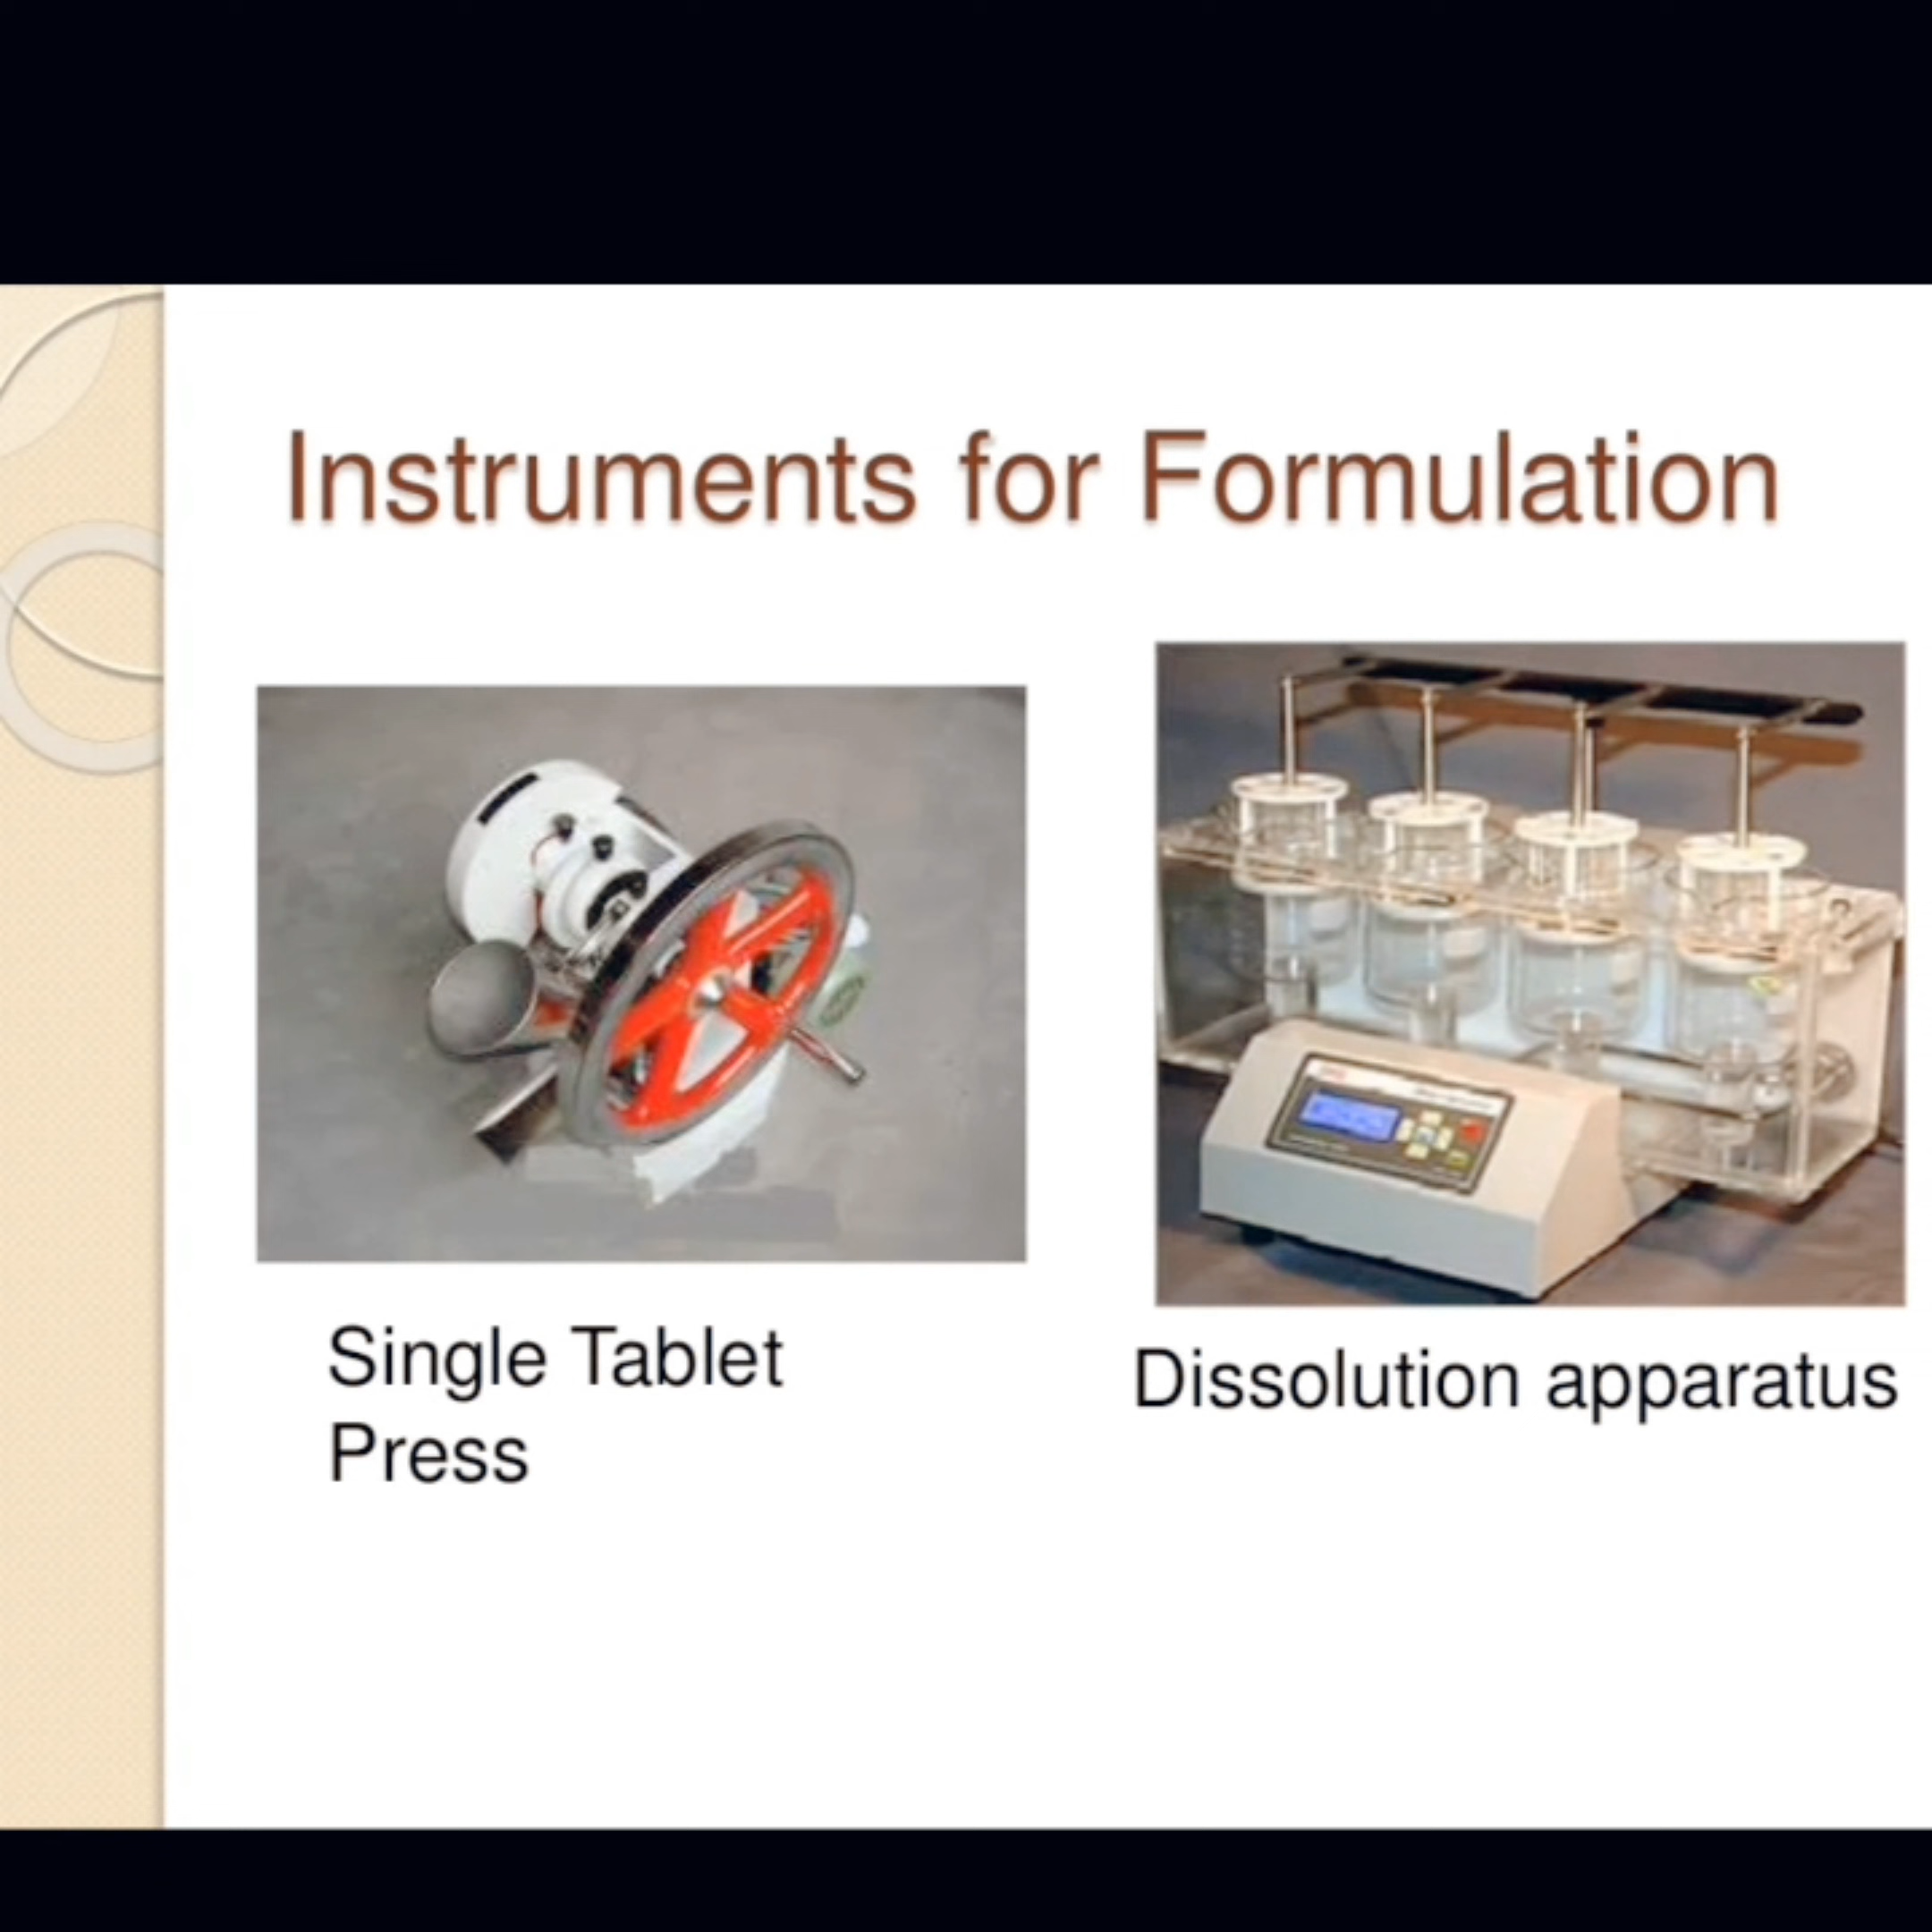 Instruments for Formulation
Single Tablet
Press
Dissolution apparatus